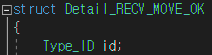 struct Detail_RECV_MOVE_OK
{
Type_ID id;